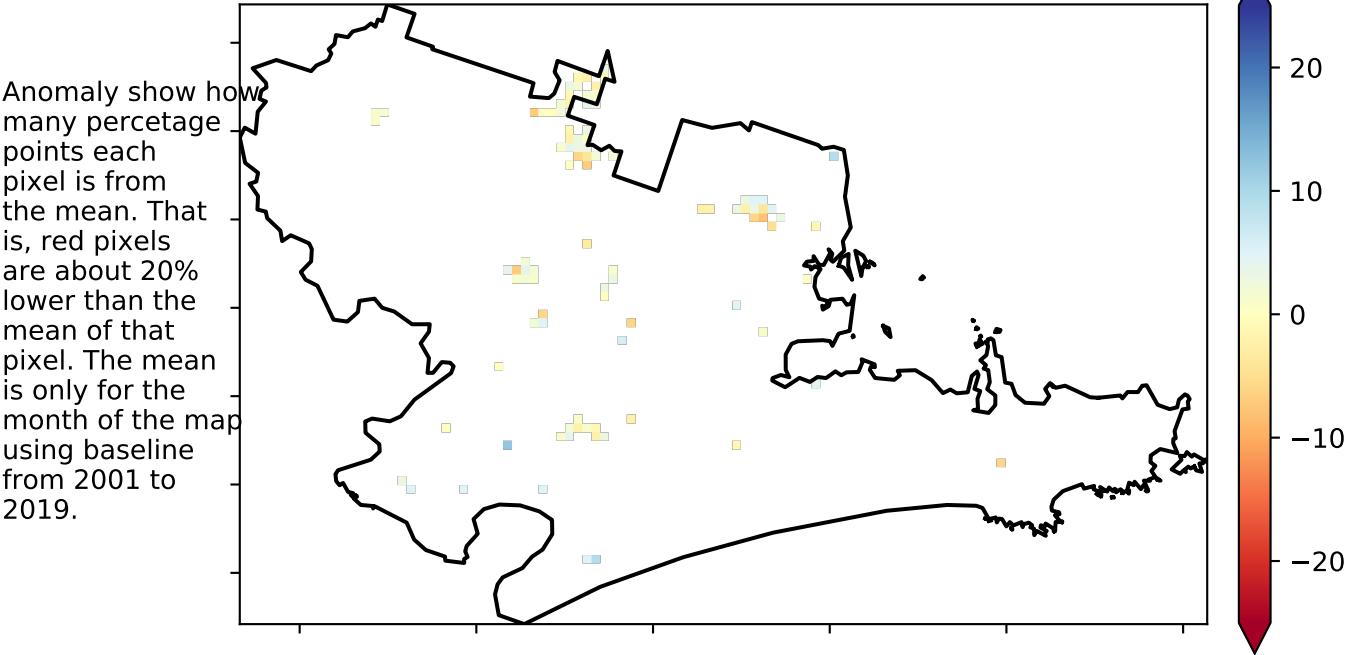 Anomaly show how
many percetage
points each
pixel is from
the mean. That
is, red pixels
are about 20%
lower than the
mean of that
pixel. The mean
is only for the
month of the map
using baseline
from 2001 to
2019.
20
10
0
−10
−20